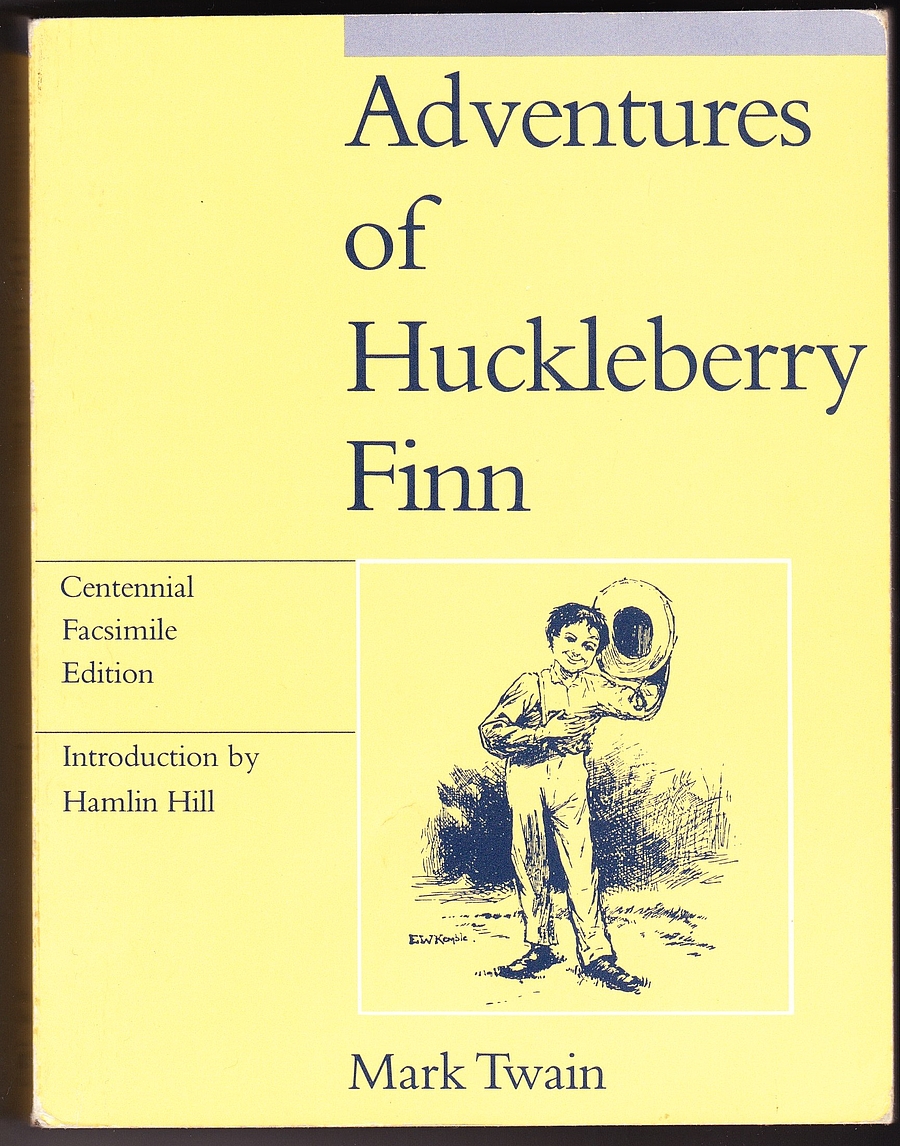 Adventures
of
Huckleberry
Finn
Centennial
Facsimile
Edition
Introduction by
Hamlin Hill
E.W. Kemble.
Mark Twain